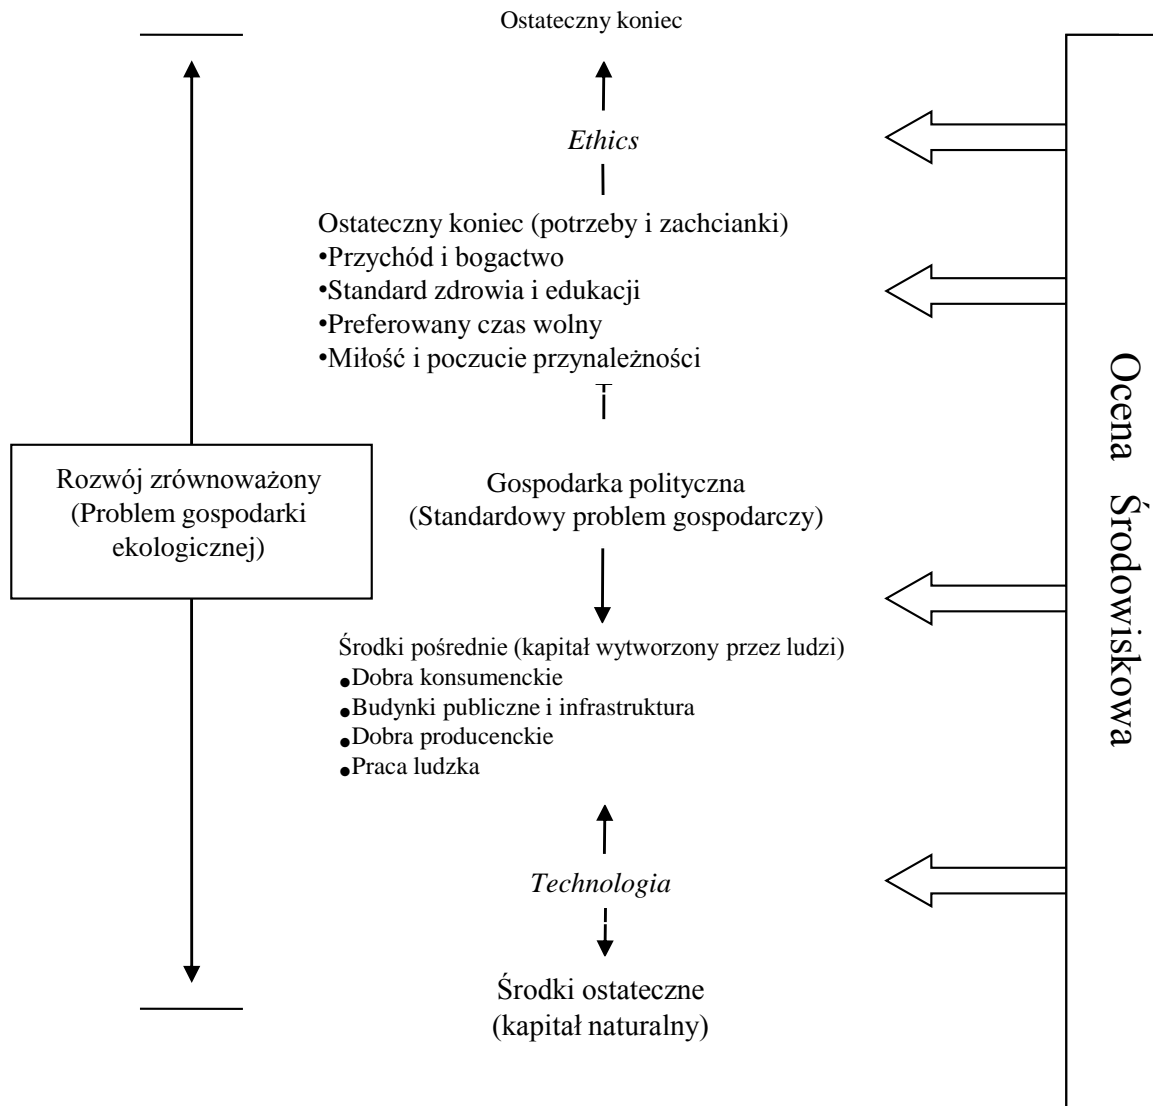 Ostateczny koniec
Ethics
Ostateczny koniec (potrzeby i zachcianki)
•Przychód i bogactwo
•Standard zdrowia i edukacji
•Preferowany czas wolny
•Miłość i poczucie przynależności
Rozwój zrównoważony
(Problem gospodarki
ekologicznej)
Gospodarka polityczna
(Standardowy problem gospodarczy)
Środki pośrednie (kapitał wytworzony przez ludzi)
•Dobra konsumenckie
•Budynki publiczne i infrastruktura
•Dobra producenckie
•Praca ludzka
Technologia
Środki ostateczne
(kapitał naturalny)
Ocena Środowiskowa